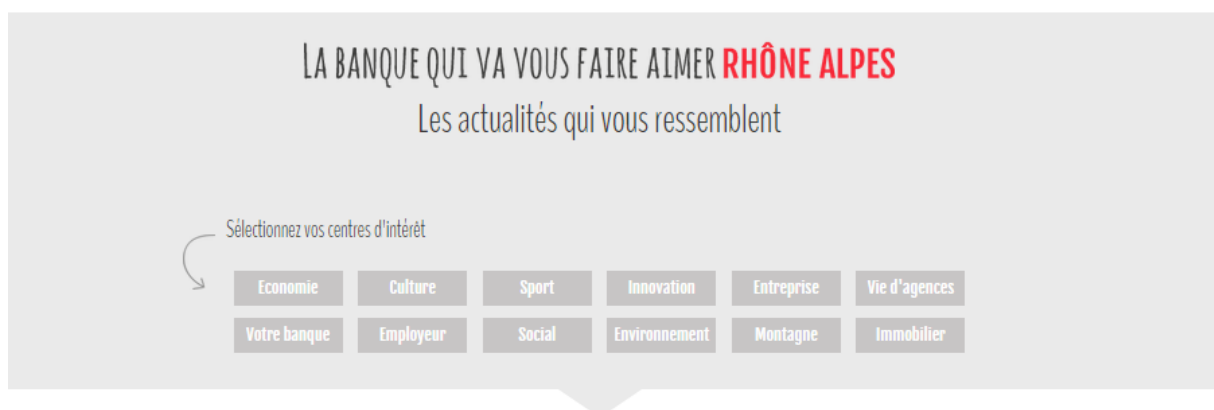 La banque qui va vous faire aimer RHÔNE ALPES
Les actualités qui vous ressemblent
Sélectionnez vos centres d'intérêt
Economie Culture Sport Innovation Entreprise Vie d'agences
Votre banque Employeur Social Environnement Montagne Immobilier